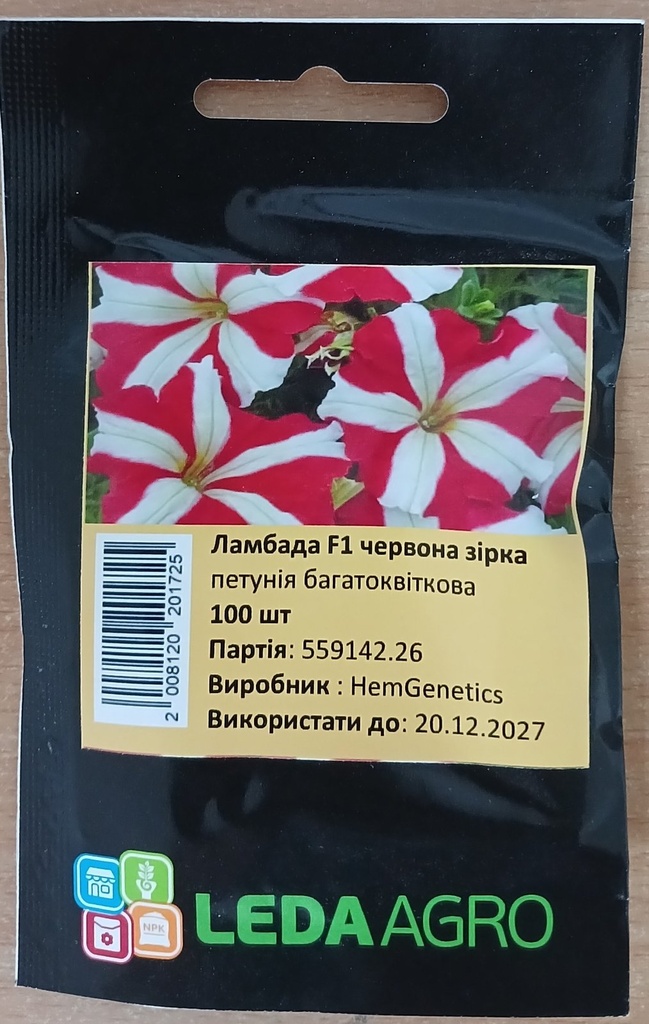 Ламбада F1 червона зірка
петунія багатоквіткова
100 шт
Партія: 559142.26
Виробник : HemGenetics
Використати до: 20.12.2027
2 008120 201725
NPK
LEDA AGRO